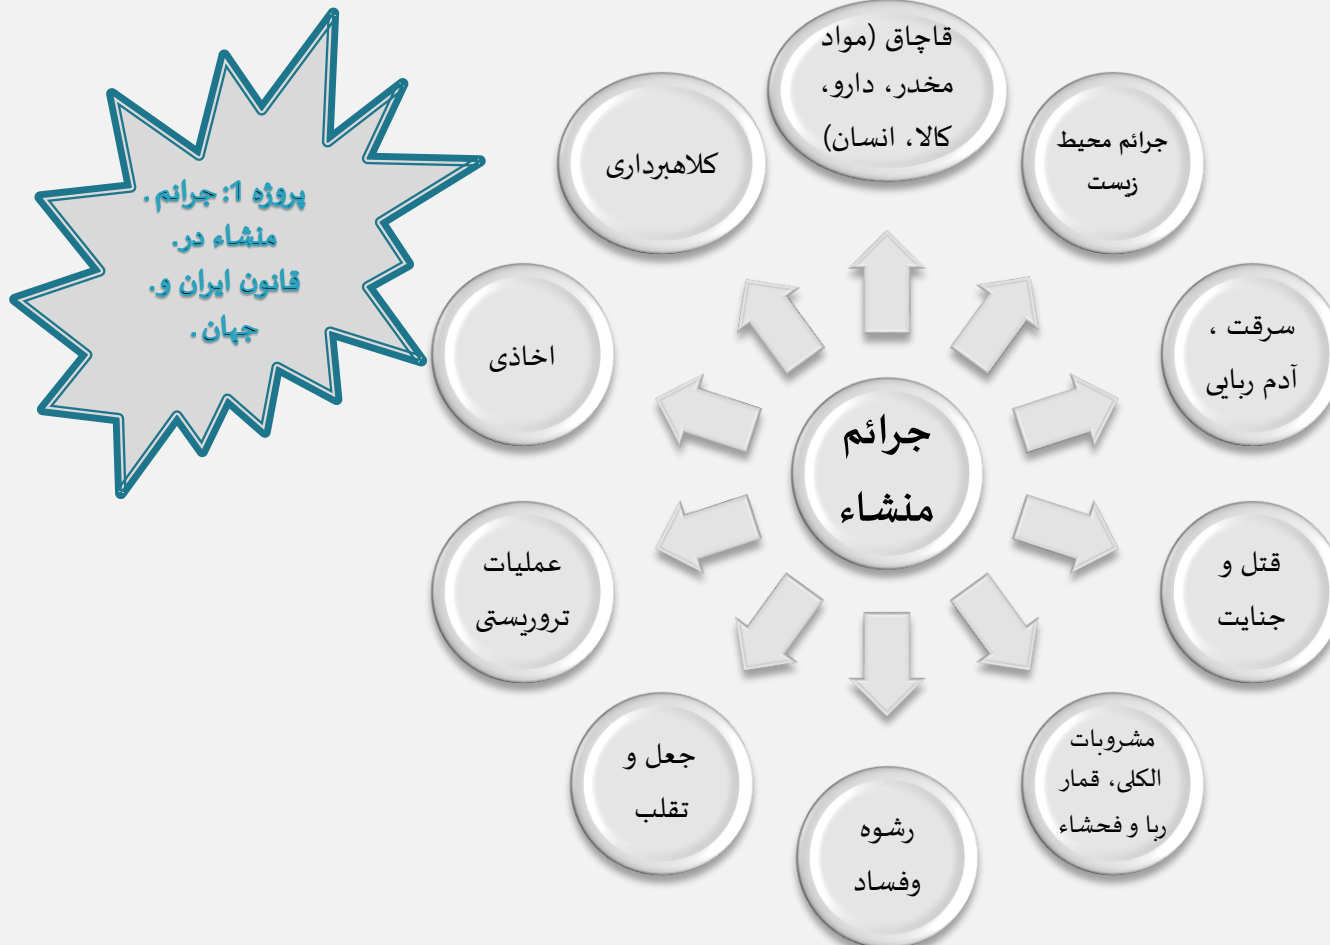 پروژه 1: جرائم .
منشاء در.
قانون ایران و.
جهان .
جرائم
منشاء
قاچاق (مواد
مخدر، دارو،
کالا، انسان)
جرائم محیط
زیست
سرقت ،
آدم ربایی
قتل و
جنایت
مشروبات
الکلی، قمار
ربا و فحشاء
رشوه
وفساد
جعل و
تقلب
عملیات
تروریستی
اخاذی
کلاهبرداری